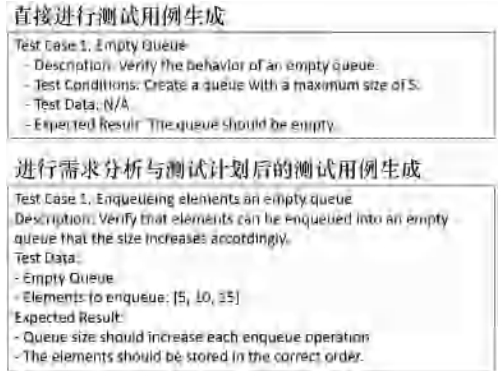 直接进行测试用例生成
Test Case 1. Empty Queue
- Description: Verify the behavior of an empty queue.
- Test Conditions: Create a queue with a maximum size of 5.
- Test Data: N/A
- Expected Result: The queue should be empty.
进行需求分析与测试计划后的测试用例生成
Test Case 1. Enqueueing elements an empty queue
Description: Verify that elements can be enqueued into an empty
queue that the size increases accordingly.
Test Data:
- Empty Queue
- Elements to enqueue: [5, 10, 15]
Expected Result:
- Queue size should increase each enqueue operation
- The elements should be stored in the correct order.